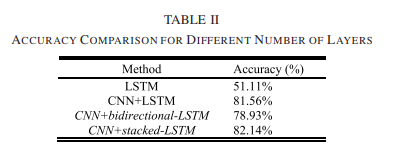 TABLE II
ACCURACY COMPARISON FOR DIFFERENT NUMBER OF LAYERS
Method Accuracy (%)
LSTM 51.11%
CNN+LSTM 81.56%
CNN+bidirectional-LSTM 78.93%
CNN+stacked-LSTM 82.14%